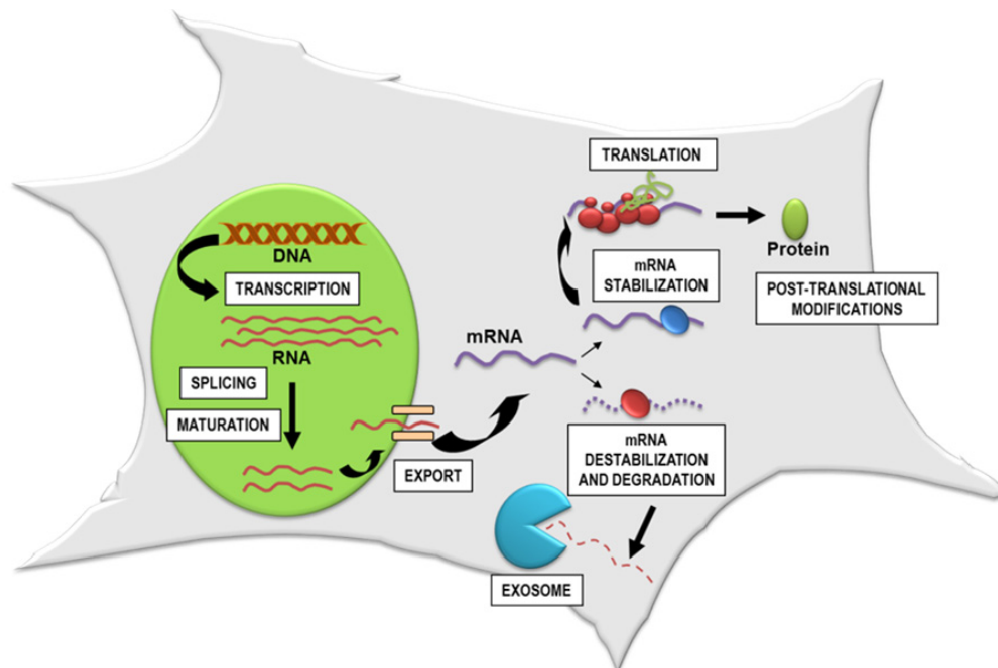 TRANSLATION
DNA
TRANSCRIPTION
RNA
SPLICING
MATURATION
EXPORT
mRNA
mRNA
STABILIZATION
Protein
POST-TRANSLATIONAL
MODIFICATIONS
mRNA
DESTABILIZATION
AND DEGRADATION
EXOSOME